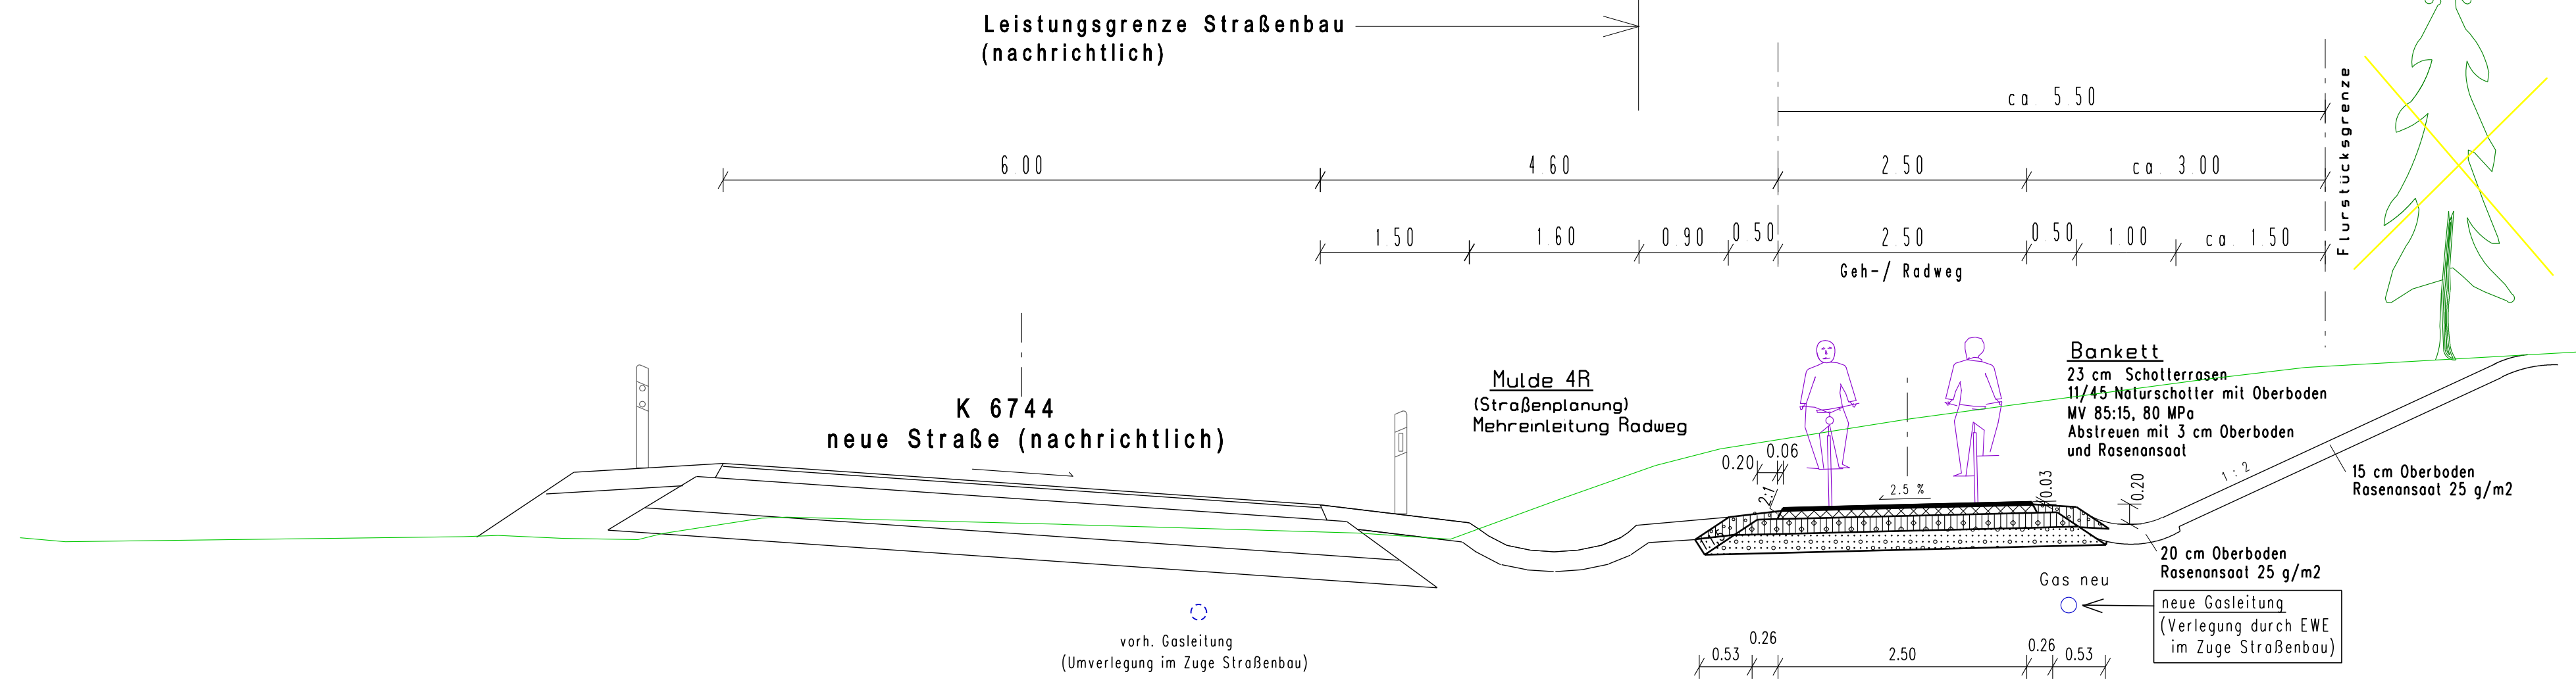 Leistungsgrenze Straßenbau
(nachrichtlich)
ca. 5.50
6.00
4.60
2.50
ca. 3.00
1.50
1.60
0.90
0.50
2.50
0.50
1.00
ca. 1.50
Geh-/ Radweg
Flurstücksgrenze
K 6744
neue Straße (nachrichtlich)
Mulde 4R
(Straßenplanung)
Mehreinleitung Radweg
Bankett
23 cm Schotterrasen
11/45 Naturschotter mit Oberboden
MV 85:15, 80 MPa
Abstreuen mit 3 cm Oberboden
und Rasenansaat
0.20
0.06
2:1
2.5 %
0.03
0.20
1 : 2
15 cm Oberboden
Rasenansaat 25 g/m2
20 cm Oberboden
Rasenansaat 25 g/m2
Gas neu
neue Gasleitung
(Verlegung durch EWE
im Zuge Straßenbau)
vorh. Gasleitung
(Umverlegung im Zuge Straßenbau)
0.53
0.26
2.50
0.26
0.53